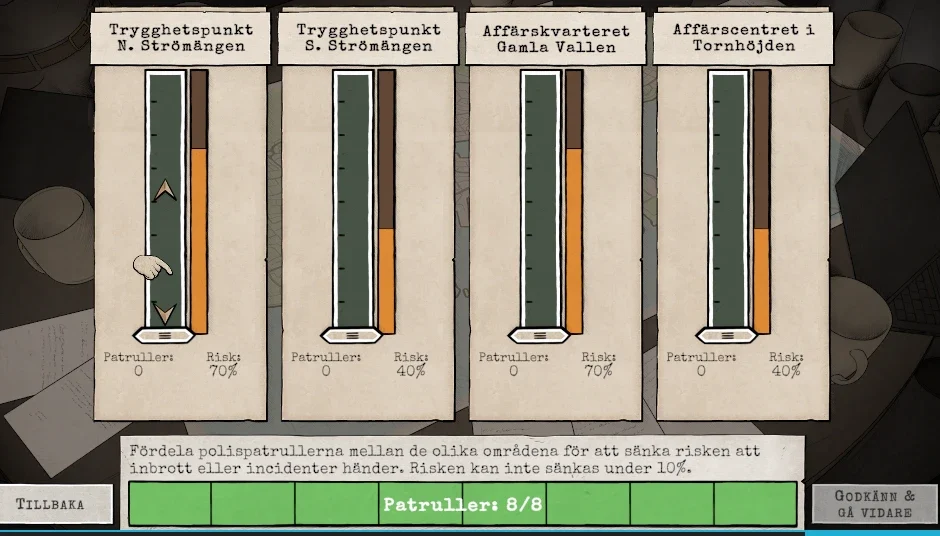 Trygghetspunkt
N. Strömängen
Trygghetspunkt
S. Strömängen
Affärskvarteret
Gamla Vallen
Affärscentret i
Tornhöjden
Patruller:
0
Risk:
70%
Patruller:
0
Risk:
40%
Patruller:
0
Risk:
70%
Patruller:
0
Risk:
40%
Fördela polispatrullerna mellan de olika områdena för att sänka risken att
inbrott eller incidenter händer. Risken kan inte sänkas under 10%.
TILLBAKA
Patruller: 8/8
GODKÄNN &
GÅ VIDARE